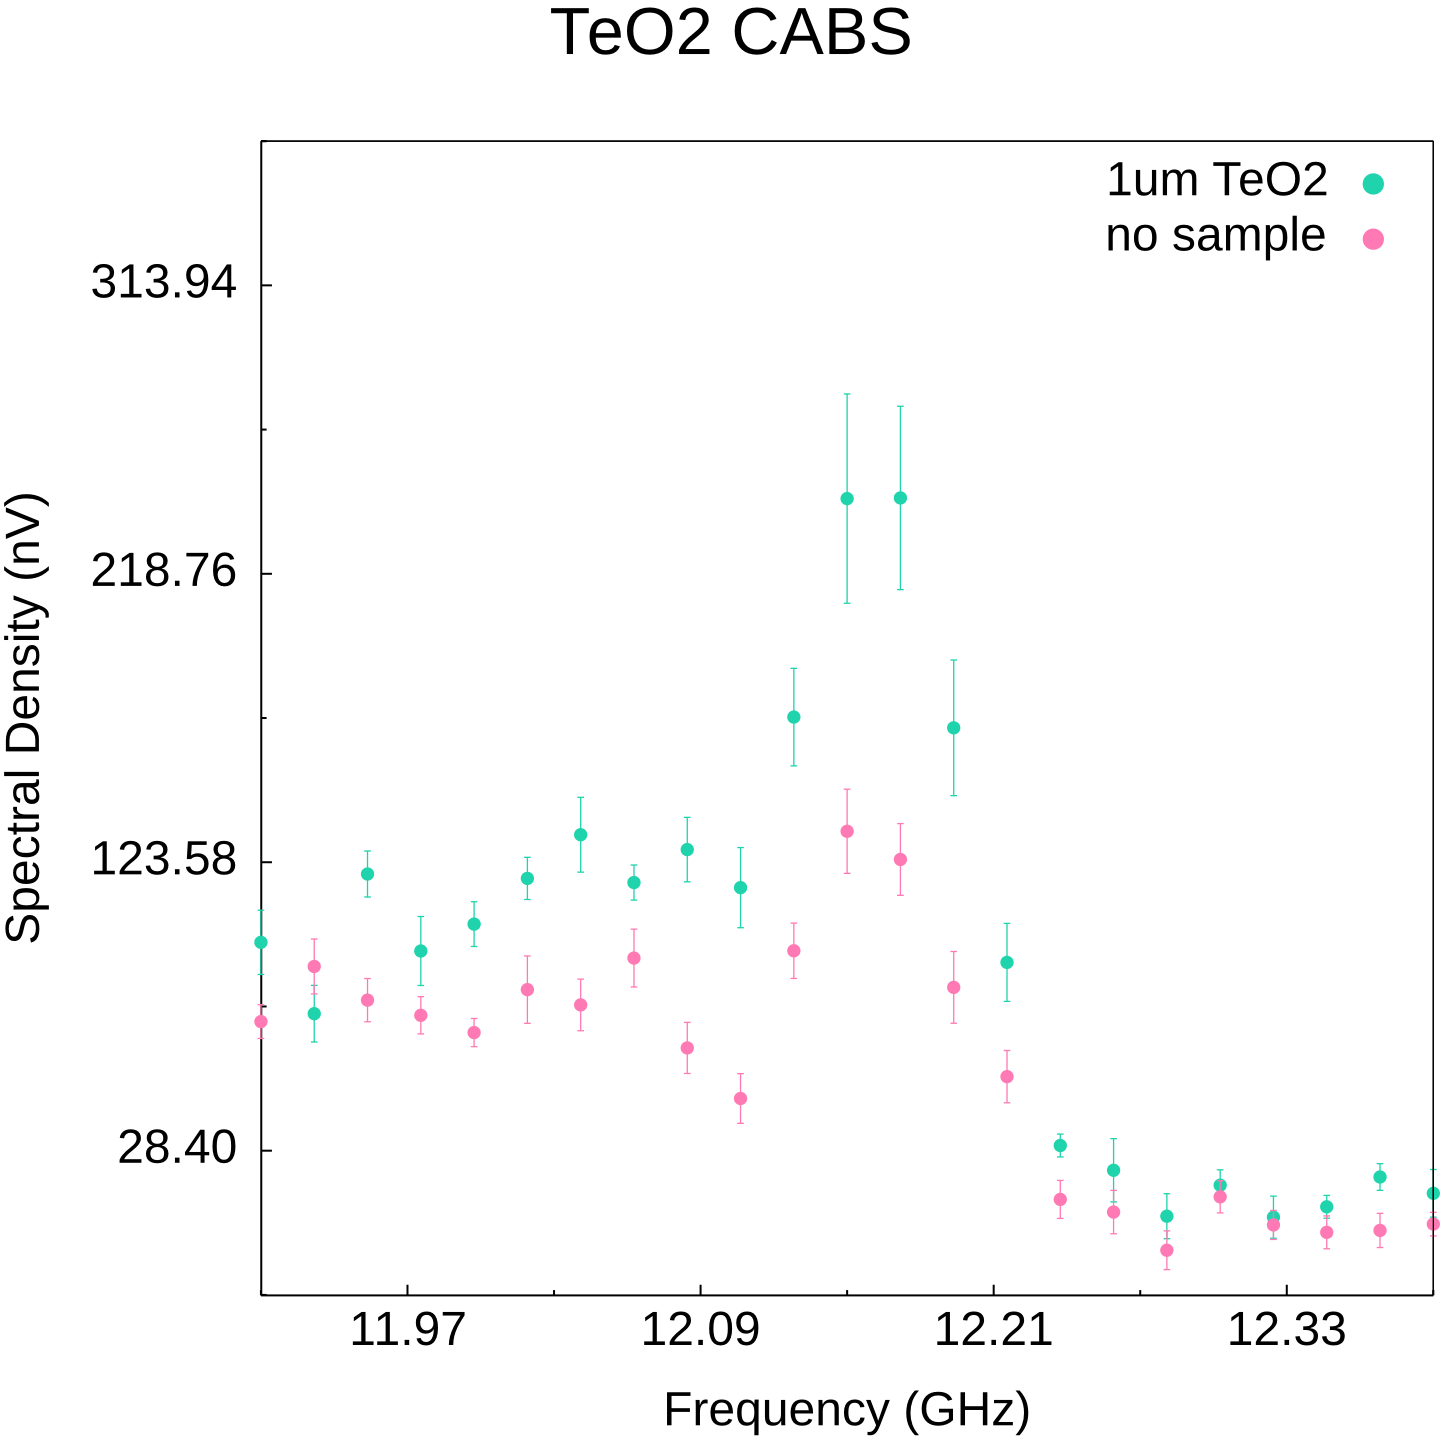 TeO2 CABS
1um TeO2
no sample
313.94
218.76
123.58
28.40
Spectral Density (nV)
11.97 12.09 12.21 12.33
Frequency (GHz)